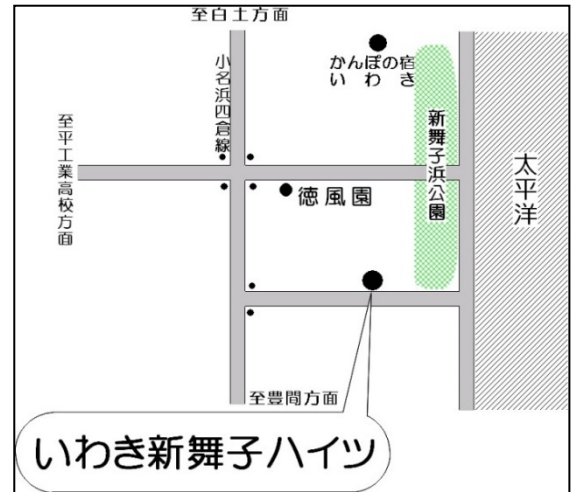 至白土方面
小名浜四倉線
かんぽの宿
いわき
新舞子浜公園
太平洋
至平工業高校方面
徳風園
至豊間方面
いわき新舞子ハイツ